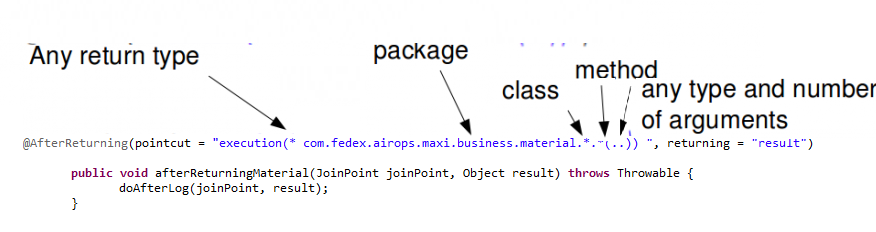 Any return type
package
class
method
any type and number
of arguments
@AfterReturning(pointcut = "execution(* com.fedex.airops.maxi.business.material.*.*(..)) ", returning = "result")
public void afterReturningMaterial(JoinPoint joinPoint, Object result) throws Throwable {
doAfterLog(joinPoint, result);
}